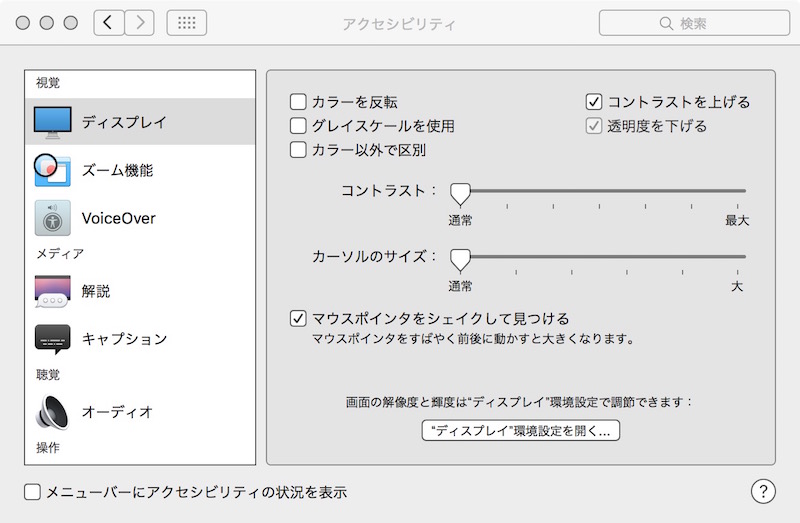 アクセシビリティ
検索
視覚
ディスプレイ
ズーム機能
VoiceOver
メディア
解説
キャプション
聴覚
オーディオ
操作
カラーを反転
グレイスケールを使用
カラー以外で区別
コントラストを上げる
透明度を下げる
コントラスト：
通常
最大
カーソルのサイズ：
通常
大
マウスポインタをシェイクして見つける
マウスポインタをすばやく前後に動かすと大きくなります。
画面の解像度と輝度は“ディスプレイ”環境設定で調節できます：
“ディスプレイ”環境設定を開く...
メニューバーにアクセシビリティの状況を表示
?